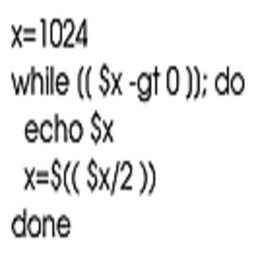 x=1024
while (( $x -gt 0 )); do
echo $x
x=$(( $x/2 ))
done